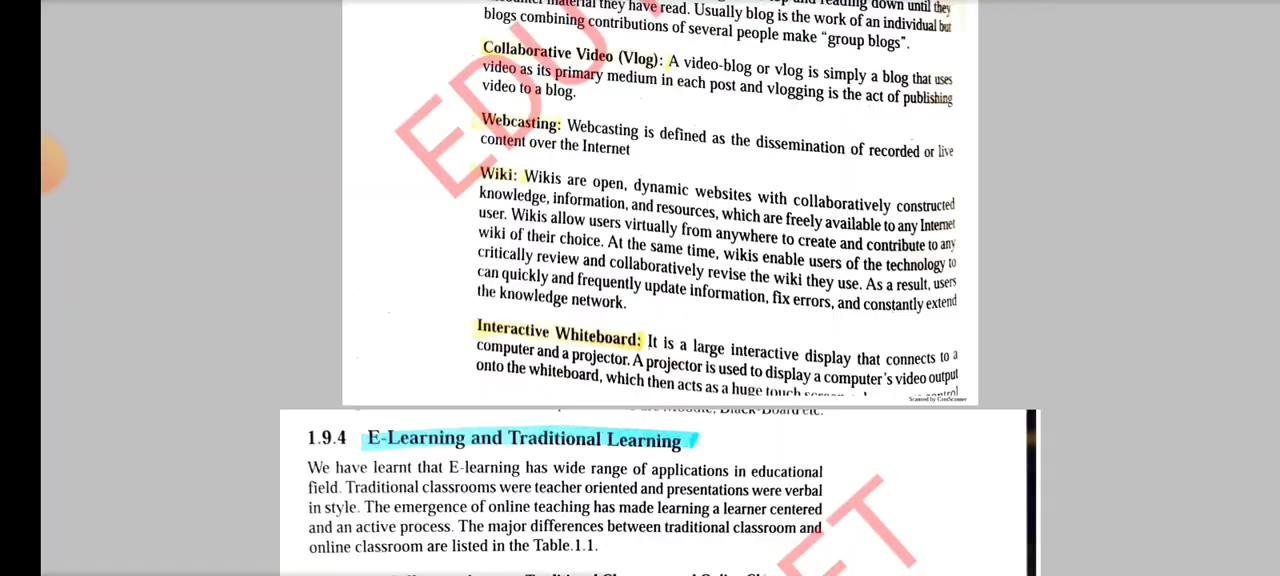 material they have read. Usually blog is the work of an individual but
blogs combining contributions of several people make “group blogs”.
Collaborative Video (Vlog): A video-blog or vlog is simply a blog that uses
video as its primary medium in each post and vlogging is the act of publishing
video to a blog.
Webcasting: Webcasting is defined as the dissemination of recorded or live
content over the Internet
Wiki: Wikis are open, dynamic websites with collaboratively constructed
knowledge, information, and resources, which are freely available to any Internet
user. Wikis allow users virtually from anywhere to create and contribute to any
wiki of their choice. At the same time, wikis enable users of the technology to
critically review and collaboratively revise the wiki they use. As a result, users
can quickly and frequently update information, fix errors, and constantly extend
the knowledge network.
Interactive Whiteboard: It is a large interactive display that connects to a
computer and a projector. A projector is used to display a computer's video output
onto the whiteboard, which then acts as a huge touch
Scanned by CamScanner
1.9.4 E-Learning and Traditional Learning
We have learnt that E-learning has wide range of applications in educational
field. Traditional classrooms were teacher oriented and presentations were verbal
in style. The emergence of online teaching has made learning a learner centered
and an active process. The major differences between traditional classroom and
online classroom are listed in the Table.1.1.